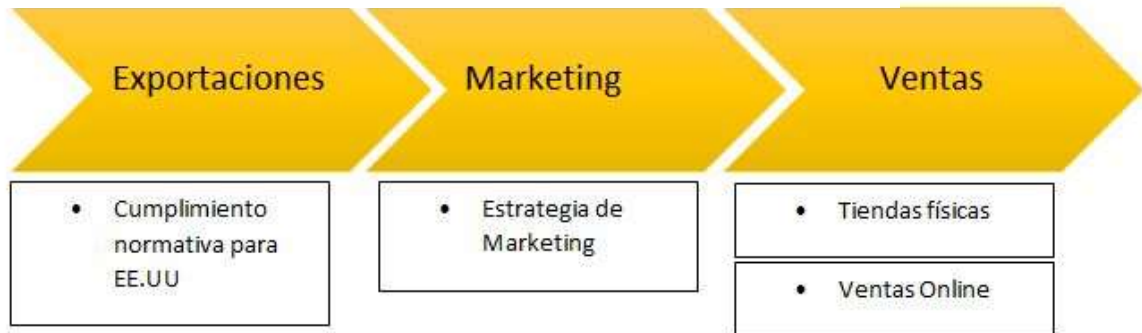 Exportaciones
Marketing
Ventas
• Cumplimiento
normativa para
EE.UU
• Estrategia de
Marketing
• Tiendas físicas
• Ventas Online